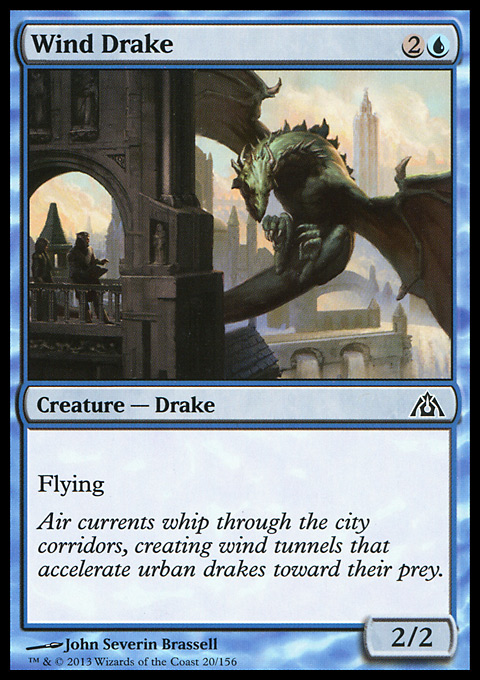 Wind Drake 2
Creature — Drake
Flying
Air currents whip through the city
corridors, creating wind tunnels that
accelerate urban drakes toward their prey.
2/2
John Severin Brassell
™ & © 2013 Wizards of the Coast 20/156